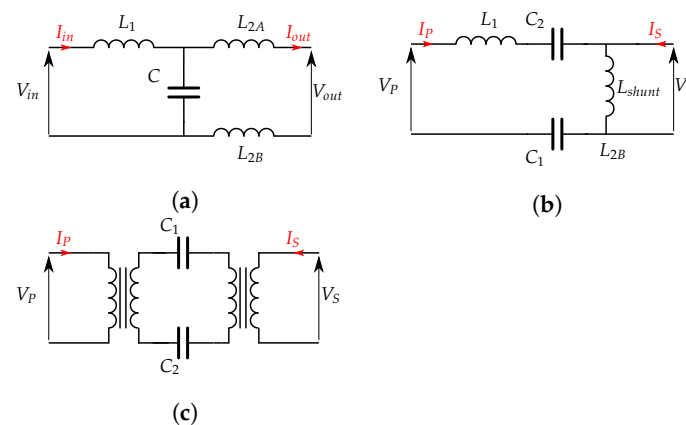 I_in L_1 L_2A I_out
V_in C V_out
L_2B
(a)
I_P L_1 C_2 I_S
V_P L_shunt V
C_1 L_2B
(b)
I_P C_1 I_S
V_P V_S
C_2
(c)